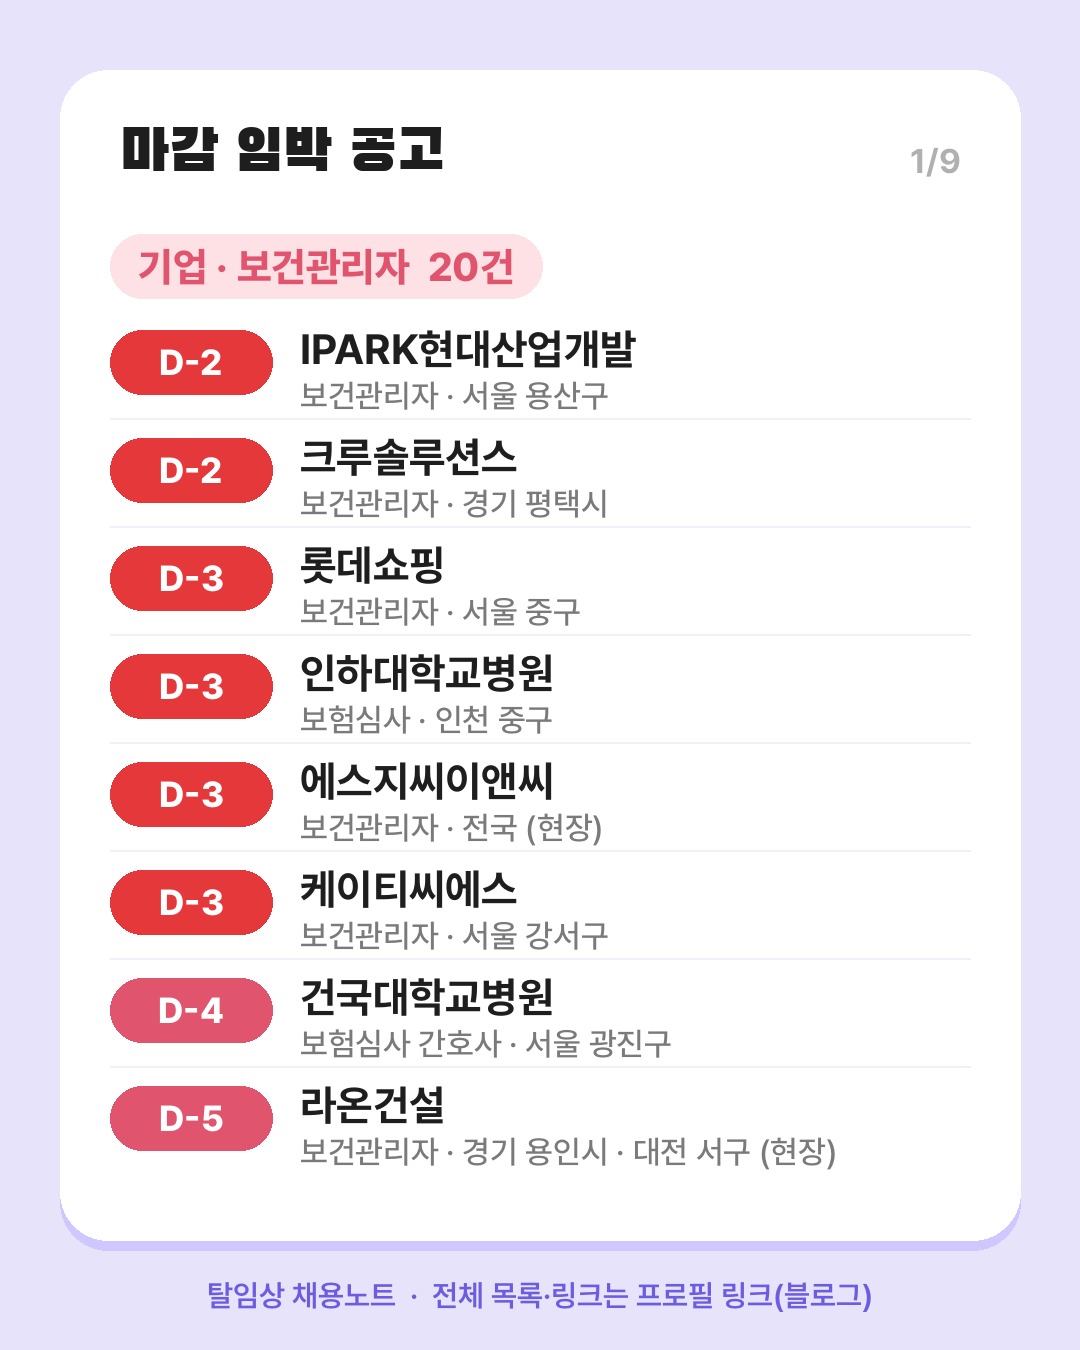 마감 임박 공고
1/9
기업 · 보건관리자 20건
D-2
IPARK현대산업개발
보건관리자 · 서울 용산구
D-2
크루솔루션스
보건관리자 · 경기 평택시
D-3
롯데쇼핑
보건관리자 · 서울 중구
D-3
인하대학교병원
보험심사 · 인천 중구
D-3
에스지씨이앤씨
보건관리자 · 전국 (현장)
D-3
케이티씨에스
보건관리자 · 서울 강서구
D-4
건국대학교병원
보험심사 간호사 · 서울 광진구
D-5
라온건설
보건관리자 · 경기 용인시 · 대전 서구 (현장)
탈임상 채용노트 · 전체 목록·링크는 프로필 링크(블로그)